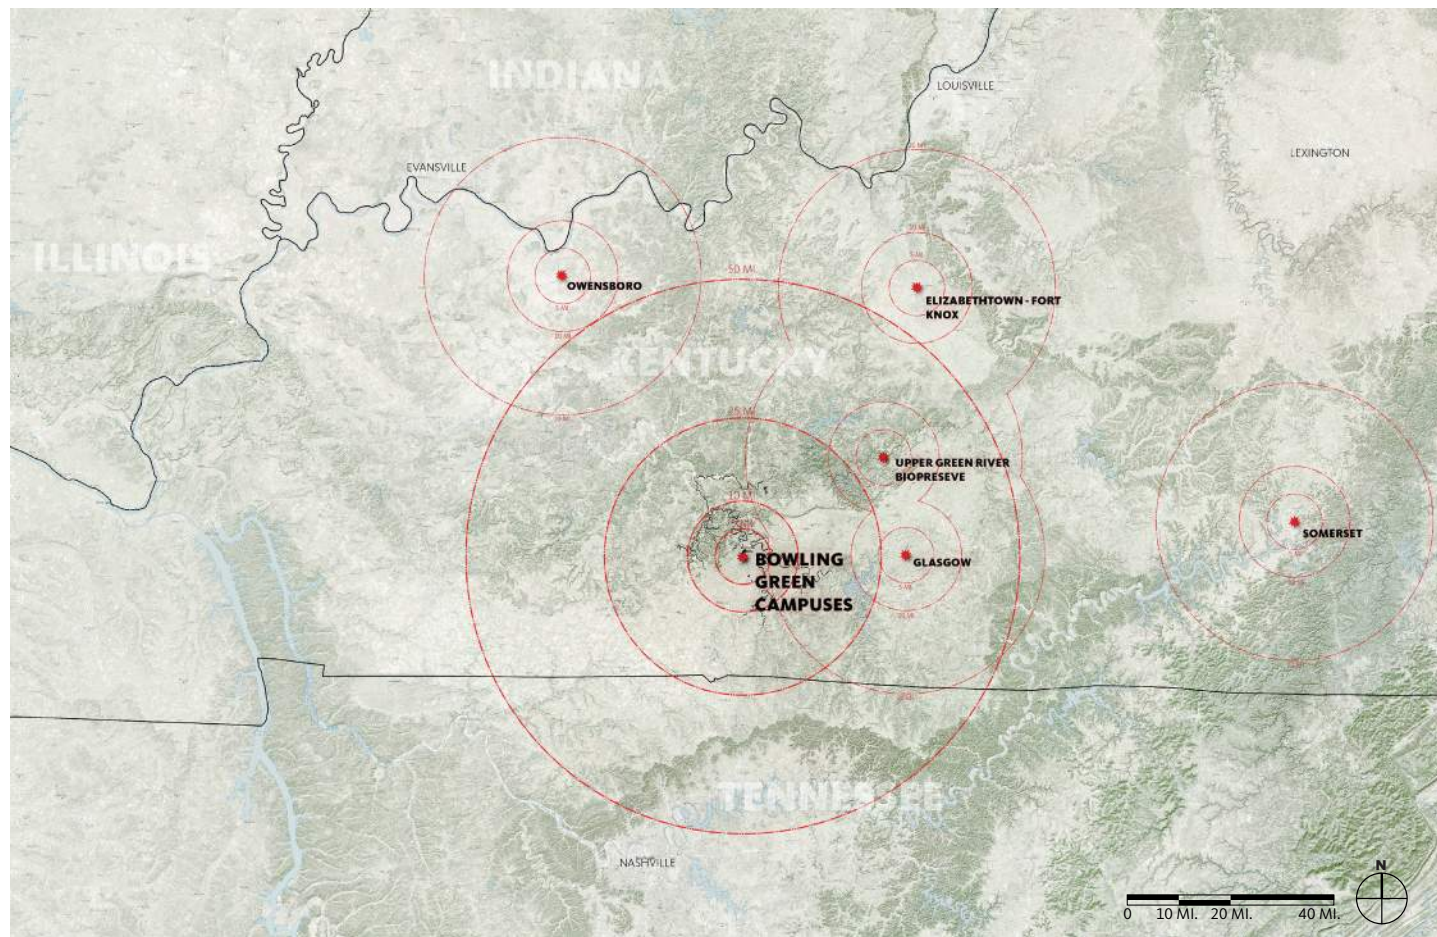 INDIANA
LOUISVILLE
LEXINGTON
EVANSVILLE
ILLINOIS
50 MI.
OWENSBORO
ELIZABETHTOWN - FORT
KNOX
KENTUCKY
UPPER GREEN RIVER
BIOPRESEVE
SOMERSET
BOWLING
GREEN
CAMPUSES
GLASGOW
TENNESSEE
NASHVILLE
N
0 10 MI. 20 MI. 40 MI.